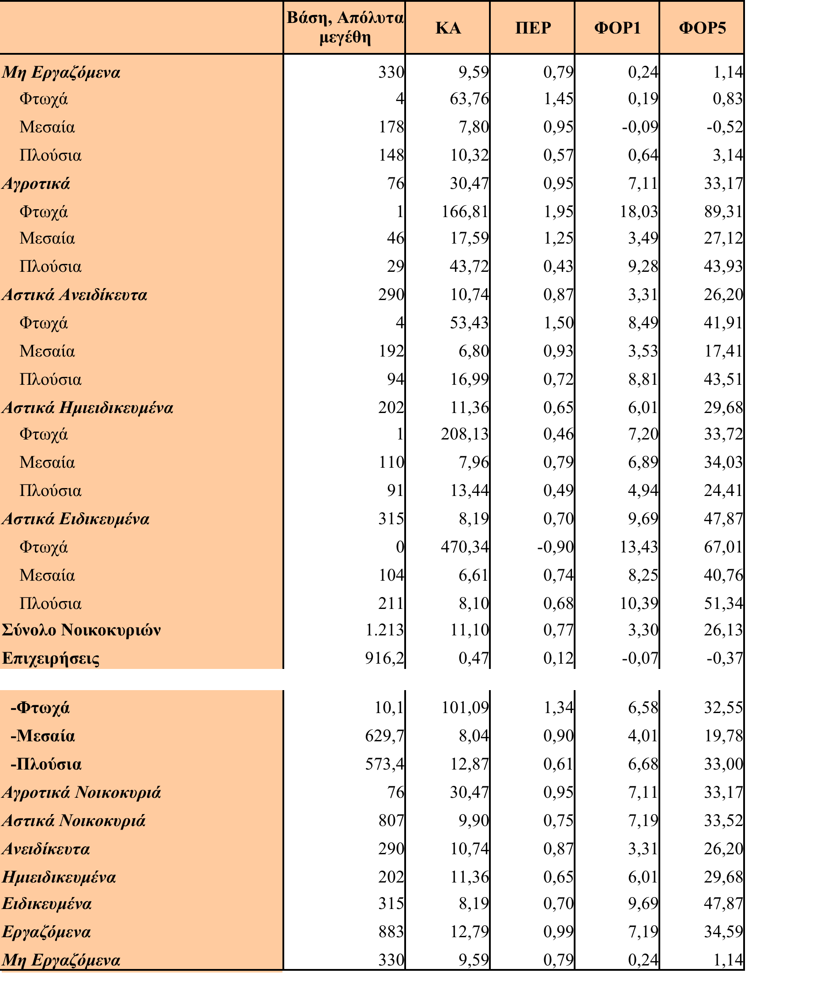 Βάση, Απόλυτα μεγέθη ΚΑ ΠΕΡ ΦΟΡ1 ΦΟΡ5
Μη Εργαζόμενα 330 9,59 0,79 0,24 1,14
Φτωχά 4 63,76 1,45 0,19 0,83
Μεσαία 178 7,80 0,95 -0,09 -0,52
Πλούσια 148 10,32 0,57 0,64 3,14
Αγροτικά 76 30,47 0,95 7,11 33,17
Φτωχά 1 166,81 1,95 18,03 89,31
Μεσαία 46 17,59 1,25 3,49 27,12
Πλούσια 29 43,72 0,43 9,28 43,93
Αστικά Ανειδίκευτα 290 10,74 0,87 3,31 26,20
Φτωχά 4 53,43 1,50 8,49 41,91
Μεσαία 192 6,80 0,93 3,53 17,41
Πλούσια 94 16,99 0,72 8,81 43,51
Αστικά Ημιειδικευμένα 202 11,36 0,65 6,01 29,68
Φτωχά 1 208,13 0,46 7,20 33,72
Μεσαία 110 7,96 0,79 6,89 34,03
Πλούσια 91 13,44 0,49 4,94 24,41
Αστικά Ειδικευμένα 315 8,19 0,70 9,69 47,87
Φτωχά 0 470,34 -0,90 13,43 67,01
Μεσαία 104 6,61 0,74 8,25 40,76
Πλούσια 211 8,10 0,68 10,39 51,34
Σύνολο Νοικοκυριών 1.213 11,10 0,77 3,30 26,13
Επιχειρήσεις 916,2 0,47 0,12 -0,07 -0,37
-Φτωχά 10,1 101,09 1,34 6,58 32,55
-Μεσαία 629,7 8,04 0,90 4,01 19,78
-Πλούσια 573,4 12,87 0,61 6,68 33,00
Αγροτικά Νοικοκυριά 76 30,47 0,95 7,11 33,17
Αστικά Νοικοκυριά 807 9,90 0,75 7,19 33,52
Ανειδίκευτα 290 10,74 0,87 3,31 26,20
Ημιειδικευμένα 202 11,36 0,65 6,01 29,68
Ειδικευμένα 315 8,19 0,70 9,69 47,87
Εργαζόμενα 883 12,79 0,99 7,19 34,59
Μη Εργαζόμενα 330 9,59 0,79 0,24 1,14